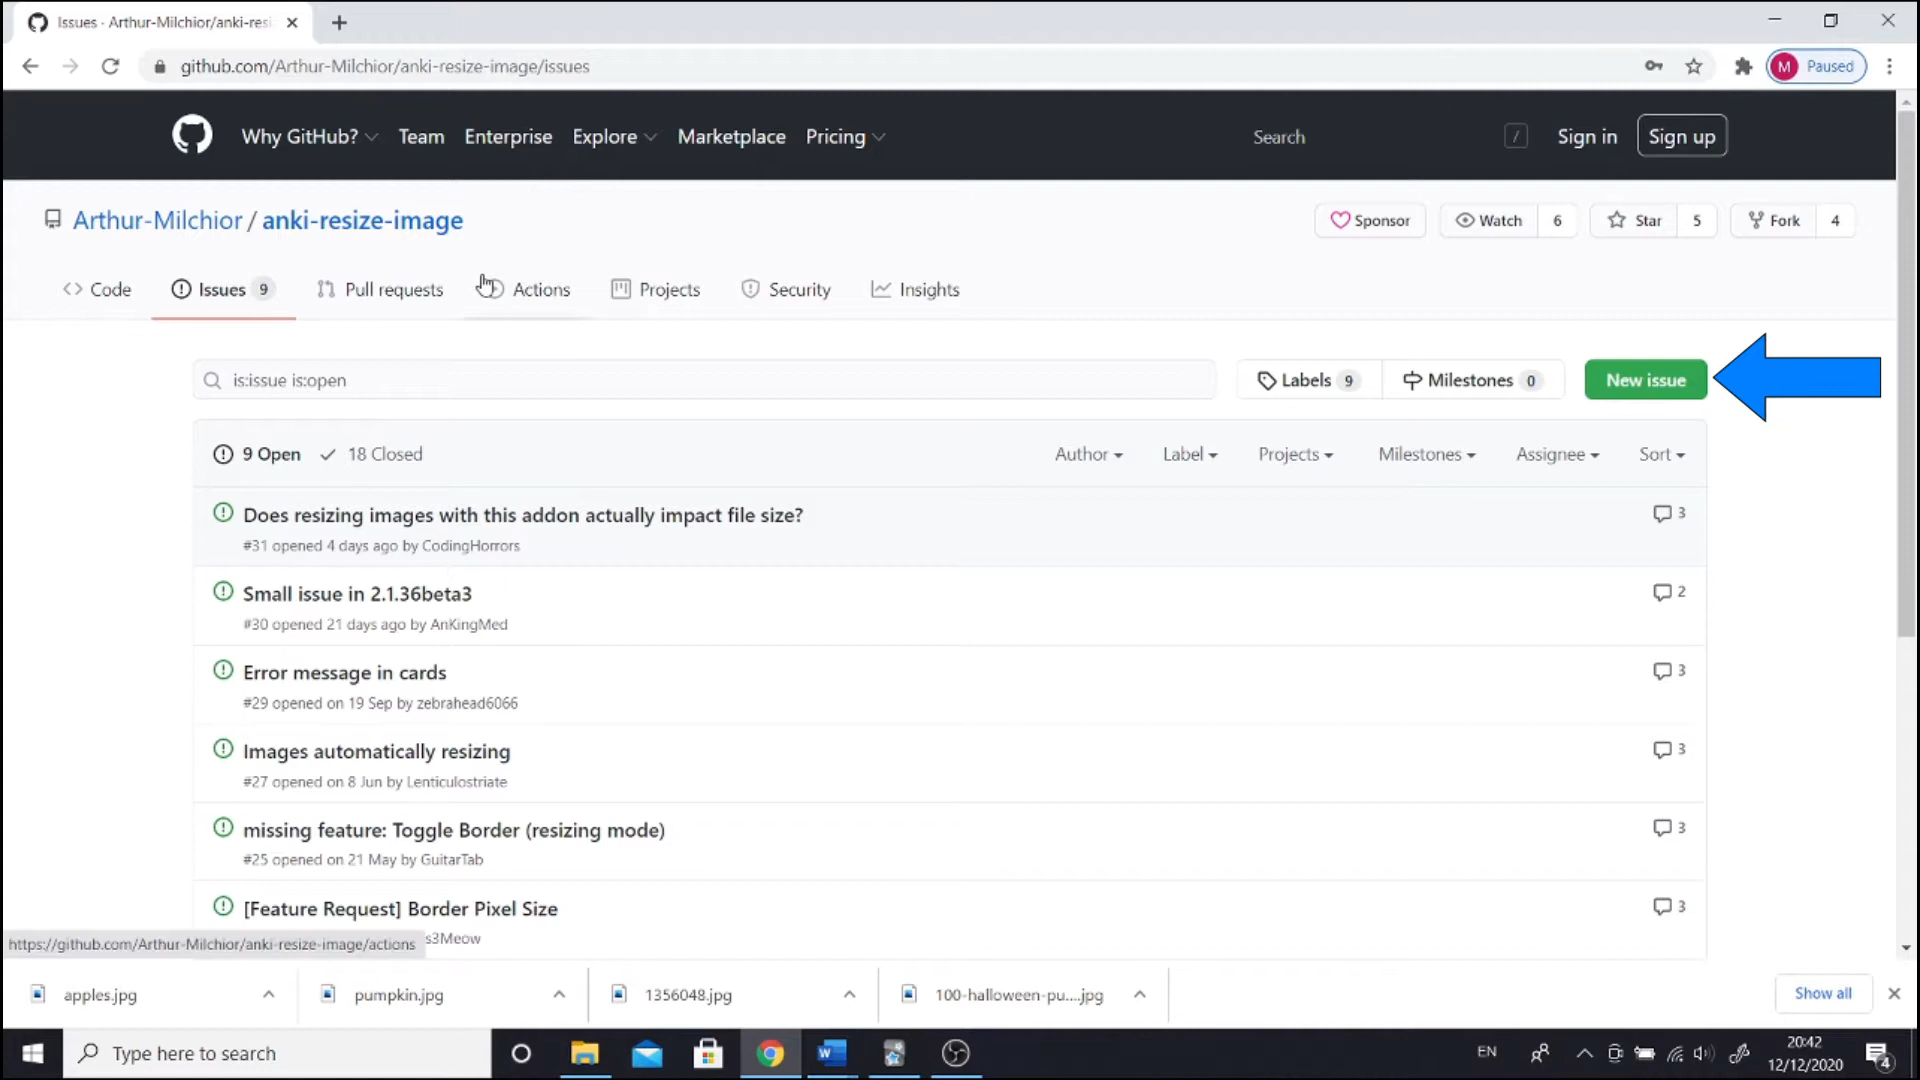 Issues · Arthur-Milchior/anki-resi
github.com/Arthur-Milchior/anki-resize-image/issues
M Paused
Why GitHub? Team Enterprise Explore Marketplace Pricing Search / Sign in Sign up
Arthur-Milchior / anki-resize-image
Sponsor Watch 6 Star 5 Fork 4
Code Issues 9 Pull requests Actions Projects Security Insights
is:issue is:open
Labels 9 Milestones 0 New issue
9 Open 18 Closed
Author Label Projects Milestones Assignee Sort
Does resizing images with this addon actually impact file size? 3
#31 opened 4 days ago by CodingHorrors
Small issue in 2.1.36beta3 2
#30 opened 21 days ago by AnKingMed
Error message in cards 3
#29 opened on 19 Sep by zebrahead6066
Images automatically resizing 3
#27 opened on 8 Jun by Lenticulostriate
missing feature: Toggle Border (resizing mode) 3
#25 opened on 21 May by GuitarTab
[Feature Request] Border Pixel Size 3
s3Meow
https://github.com/Arthur-Milchior/anki-resize-image/actions
apples.jpg pumpkin.jpg 1356048.jpg 100-halloween-pu....jpg Show all
Type here to search
EN
20:42
12/12/2020
4